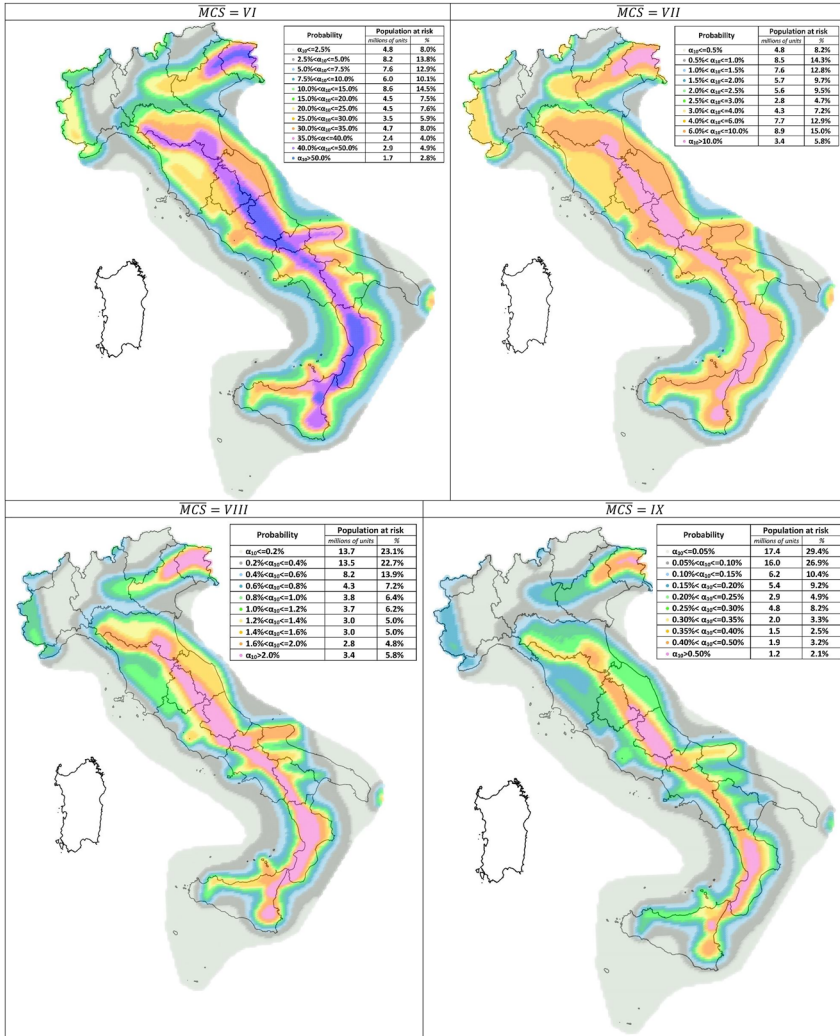 MCS = VI
Probability Population at risk
millions of units %
α₁₀<=2.5% 4.8 8.0%
2.5%<α₁₀<=5.0% 8.2 13.8%
5.0%<α₁₀<=7.5% 7.6 12.9%
7.5%<α₁₀<=10.0% 6.0 10.1%
10.0%<α₁₀<=15.0% 8.6 14.5%
15.0%<α₁₀<=20.0% 4.5 7.5%
20.0%<α₁₀<=25.0% 4.5 7.6%
25.0%<α₁₀<=30.0% 3.5 5.9%
30.0%<α₁₀<=35.0% 4.7 8.0%
35.0%<α<=40.0% 2.4 4.0%
40.0%<α₁₀<=50.0% 2.9 4.9%
α₁₀>50.0% 1.7 2.8%
MCS = VII
Probability Population at risk
millions of units %
α₁₀<=0.5% 4.8 8.2%
0.5%< α₁₀<=1.0% 8.5 14.3%
1.0%< α₁₀<=1.5% 7.6 12.8%
1.5%< α₁₀<=2.0% 5.7 9.7%
2.0%< α₁₀<=2.5% 5.6 9.5%
2.5%< α₁₀<=3.0% 2.8 4.7%
3.0%< α₁₀<=4.0% 4.3 7.2%
4.0%< α₁₀<=6.0% 7.7 12.9%
6.0%< α₁₀<=10.0% 8.9 15.0%
α₁₀>10.0% 3.4 5.8%
MCS = VIII
Probability Population at risk
millions of units %
α₁₀<=0.2% 13.7 23.1%
0.2%<α₁₀<=0.4% 13.5 22.7%
0.4%<α₁₀<=0.6% 8.2 13.9%
0.6%<α₁₀<=0.8% 4.3 7.2%
0.8%<α₁₀<=1.0% 3.8 6.4%
1.0%<α₁₀<=1.2% 3.7 6.2%
1.2%<α₁₀<=1.4% 3.0 5.0%
1.4%<α₁₀<=1.6% 3.0 5.0%
1.6%<α₁₀<=2.0% 2.8 4.8%
α₁₀>2.0% 3.4 5.8%
MCS = IX
Probability Population at risk
millions of units %
α₁₀<=0.05% 17.4 29.4%
0.05%<α₁₀<=0.10% 16.0 26.9%
0.10%< α₁₀<=0.15% 6.2 10.4%
0.15%< α₁₀<=0.20% 5.4 9.2%
0.20%< α₁₀<=0.25% 2.9 4.9%
0.25%< α₁₀<=0.30% 4.8 8.2%
0.30%< α₁₀<=0.35% 2.0 3.3%
0.35%< α₁₀<=0.40% 1.5 2.5%
0.40%< α₁₀<=0.50% 1.9 3.2%
α₁₀>0.50% 1.2 2.1%